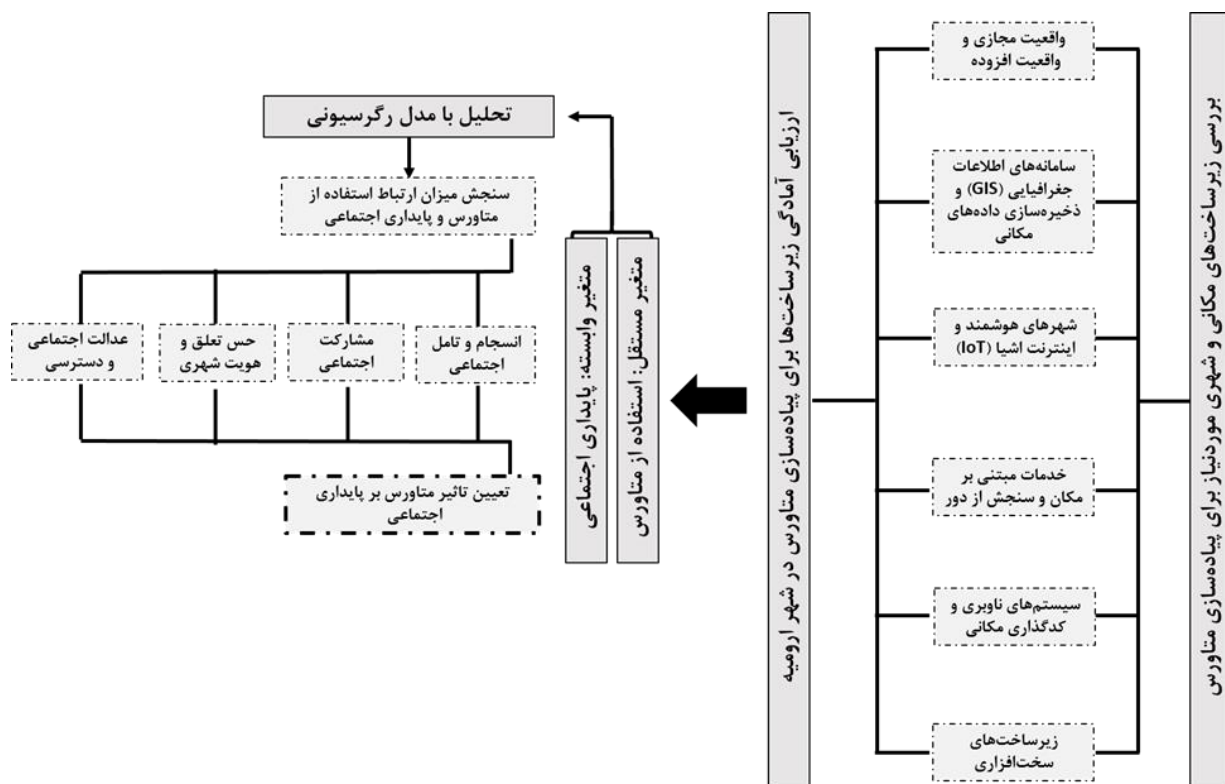 بررسی زیرساخت‌های مکانی و شهری موردنیاز برای پیاده‌سازی متاورس
واقعیت مجازی و
واقعیت افزوده
سامانه‌های اطلاعات
جغرافیایی (GIS) و
ذخیره‌سازی داده‌های
مکانی
شهرهای هوشمند و
اینترنت اشیا (IoT)
خدمات مبتنی بر
مکان و سنجش از دور
سیستم‌های ناوبری و
کدگذاری مکانی
زیرساخت‌های
سخت‌افزاری
ارزیابی آمادگی زیرساخت‌ها برای پیاده‌سازی متاورس در شهر ارومیه
متغیر مستقل: استفاده از متاورس
متغیر وابسته: پایداری اجتماعی
تحلیل با مدل رگرسیونی
سنجش میزان ارتباط استفاده از
متاورس و پایداری اجتماعی
انسجام و تامل
اجتماعی
مشارکت
اجتماعی
حس تعلق و
هویت شهری
عدالت اجتماعی
و دسترسی
تعیین تاثیر متاورس بر پایداری
اجتماعی